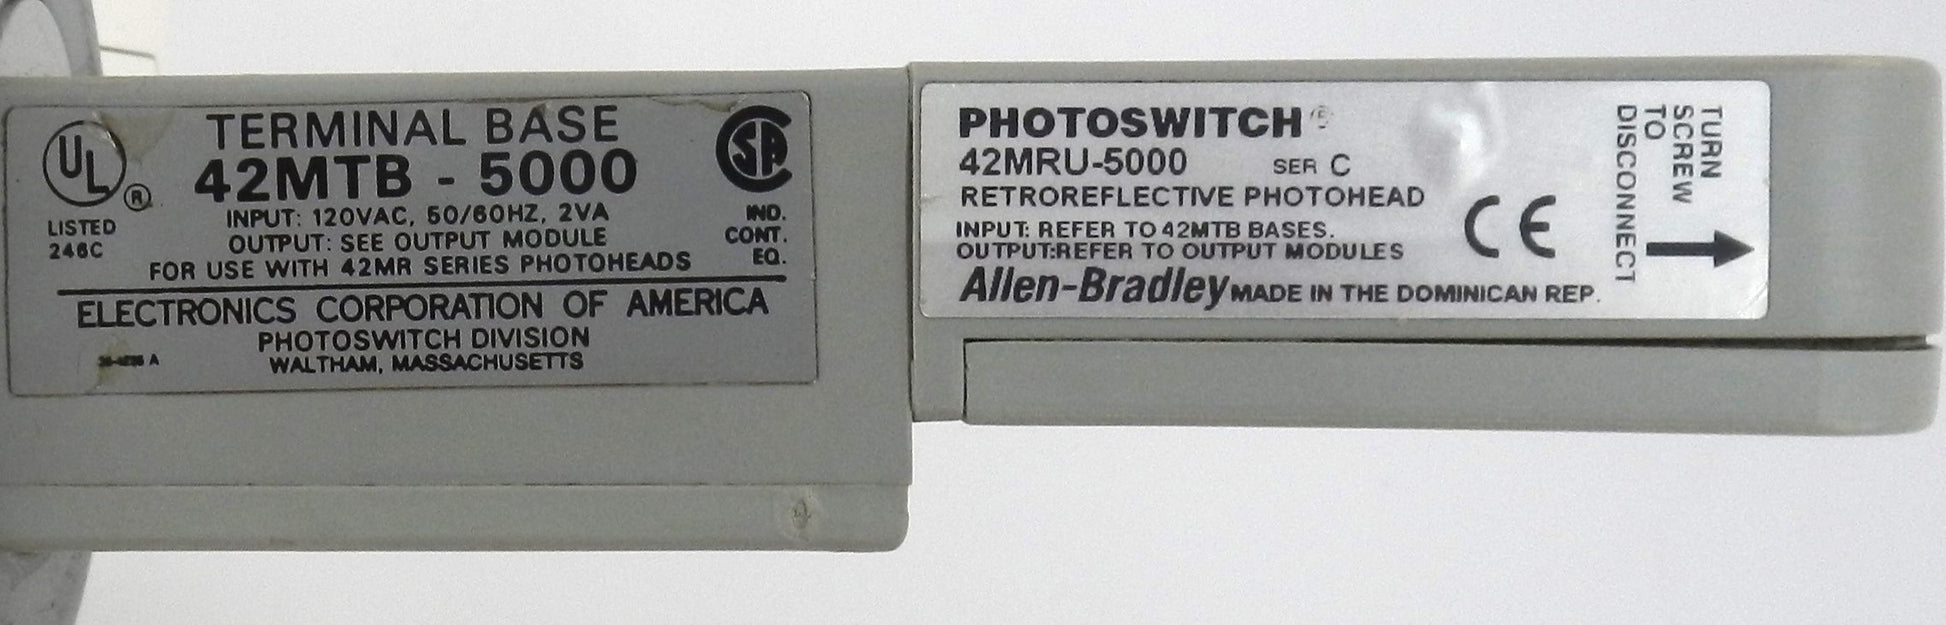 UL
®
LISTED
246C
TERMINAL BASE
42MTB - 5000
INPUT: 120VAC, 50/60HZ, 2VA
OUTPUT: SEE OUTPUT MODULE
FOR USE WITH 42MR SERIES PHOTOHEADS
SA
IND.
CONT.
EQ.
ELECTRONICS CORPORATION OF AMERICA
PHOTOSWITCH DIVISION
WALTHAM, MASSACHUSETTS
A
PHOTOSWITCH®
42MRU-5000 SER C
RETROREFLECTIVE PHOTOHEAD
INPUT: REFER TO 42MTB BASES.
OUTPUT:REFER TO OUTPUT MODULES
Allen-Bradley MADE IN THE DOMINICAN REP.
CE
TURN
SCREW
TO
DISCONNECT